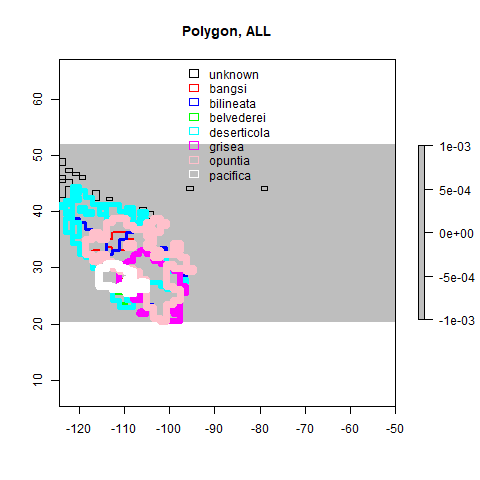 Polygon, ALL
unknown
bangsi
bilineata
belvederei
deserticola
grisea
opuntia
pacifica
60
50
40
30
20
10
-120 -110 -100 -90 -80 -70 -60 -50
1e-03
5e-04
0e+00
-5e-04
-1e-03